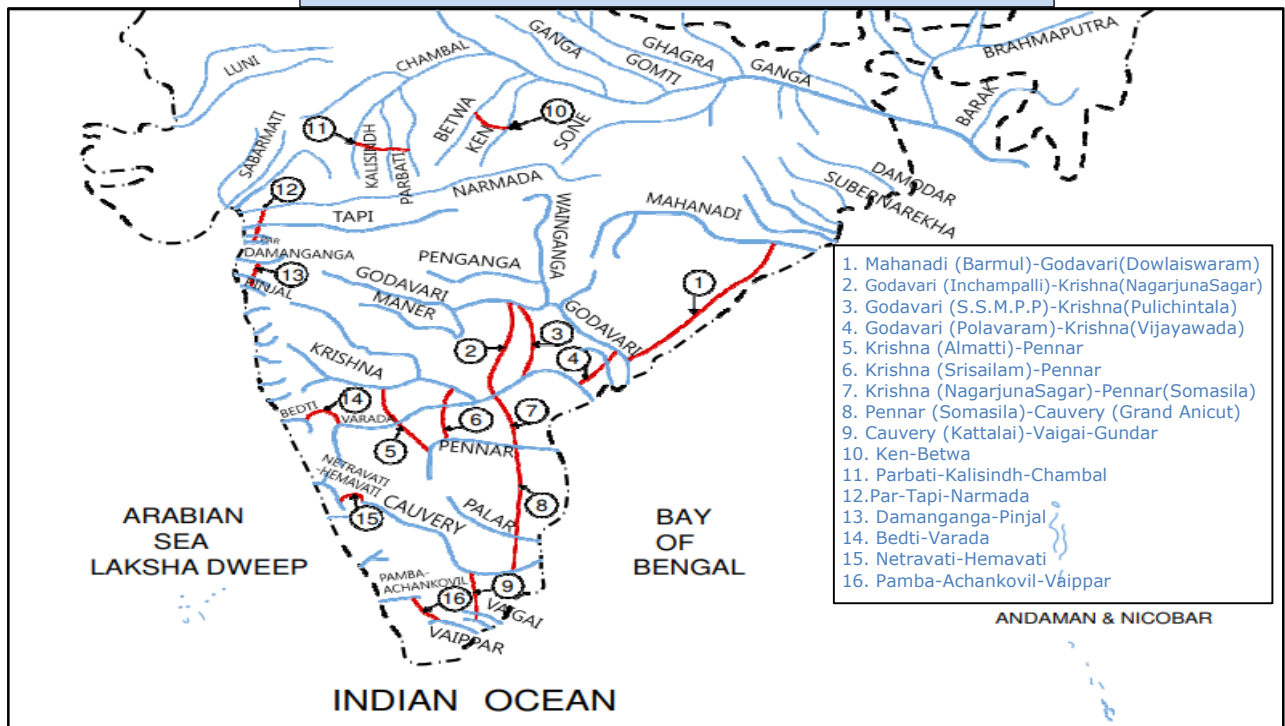 LUNI
CHAMBAL
GANGA
GHAGRA
GOMTI
GANGA
BRAHMAPUTRA
BARAK
SABARMATI
11
KALISINDH
PARBATI
BETWA
KEN
10
SONE
12
NARMADA
TAPI
WAINGANGA
MAHANADI
DAMODAR
SUBERNAREKHA
PAR
DAMANGANGA
13
PINJAL
PENGANGA
GODAVARI
MANER
GODAVARI
1
2
3
4
KRISHNA
BEDTI
14
VARADA
5
6
7
PENNAR
NETRAVATI
-HEMAVATI
15
CAUVERY
PALAR
8
ARABIAN
SEA
LAKSHA DWEEP
BAY
OF
BENGAL
PAMBA-
ACHANKOVIL
16
9
VAIGAI
VAIPPAR
INDIAN OCEAN
1. Mahanadi (Barmul)-Godavari(Dowlaiswaram)
2. Godavari (Inchampalli)-Krishna(NagarjunaSagar)
3. Godavari (S.S.M.P.P)-Krishna(Pulichintala)
4. Godavari (Polavaram)-Krishna(Vijayawada)
5. Krishna (Almatti)-Pennar
6. Krishna (Srisailam)-Pennar
7. Krishna (NagarjunaSagar)-Pennar(Somasila)
8. Pennar (Somasila)-Cauvery (Grand Anicut)
9. Cauvery (Kattalai)-Vaigai-Gundar
10. Ken-Betwa
11. Parbati-Kalisindh-Chambal
12.Par-Tapi-Narmada
13. Damanganga-Pinjal
14. Bedti-Varada
15. Netravati-Hemavati
16. Pamba-Achankovil-Vaippar
ANDAMAN & NICOBAR